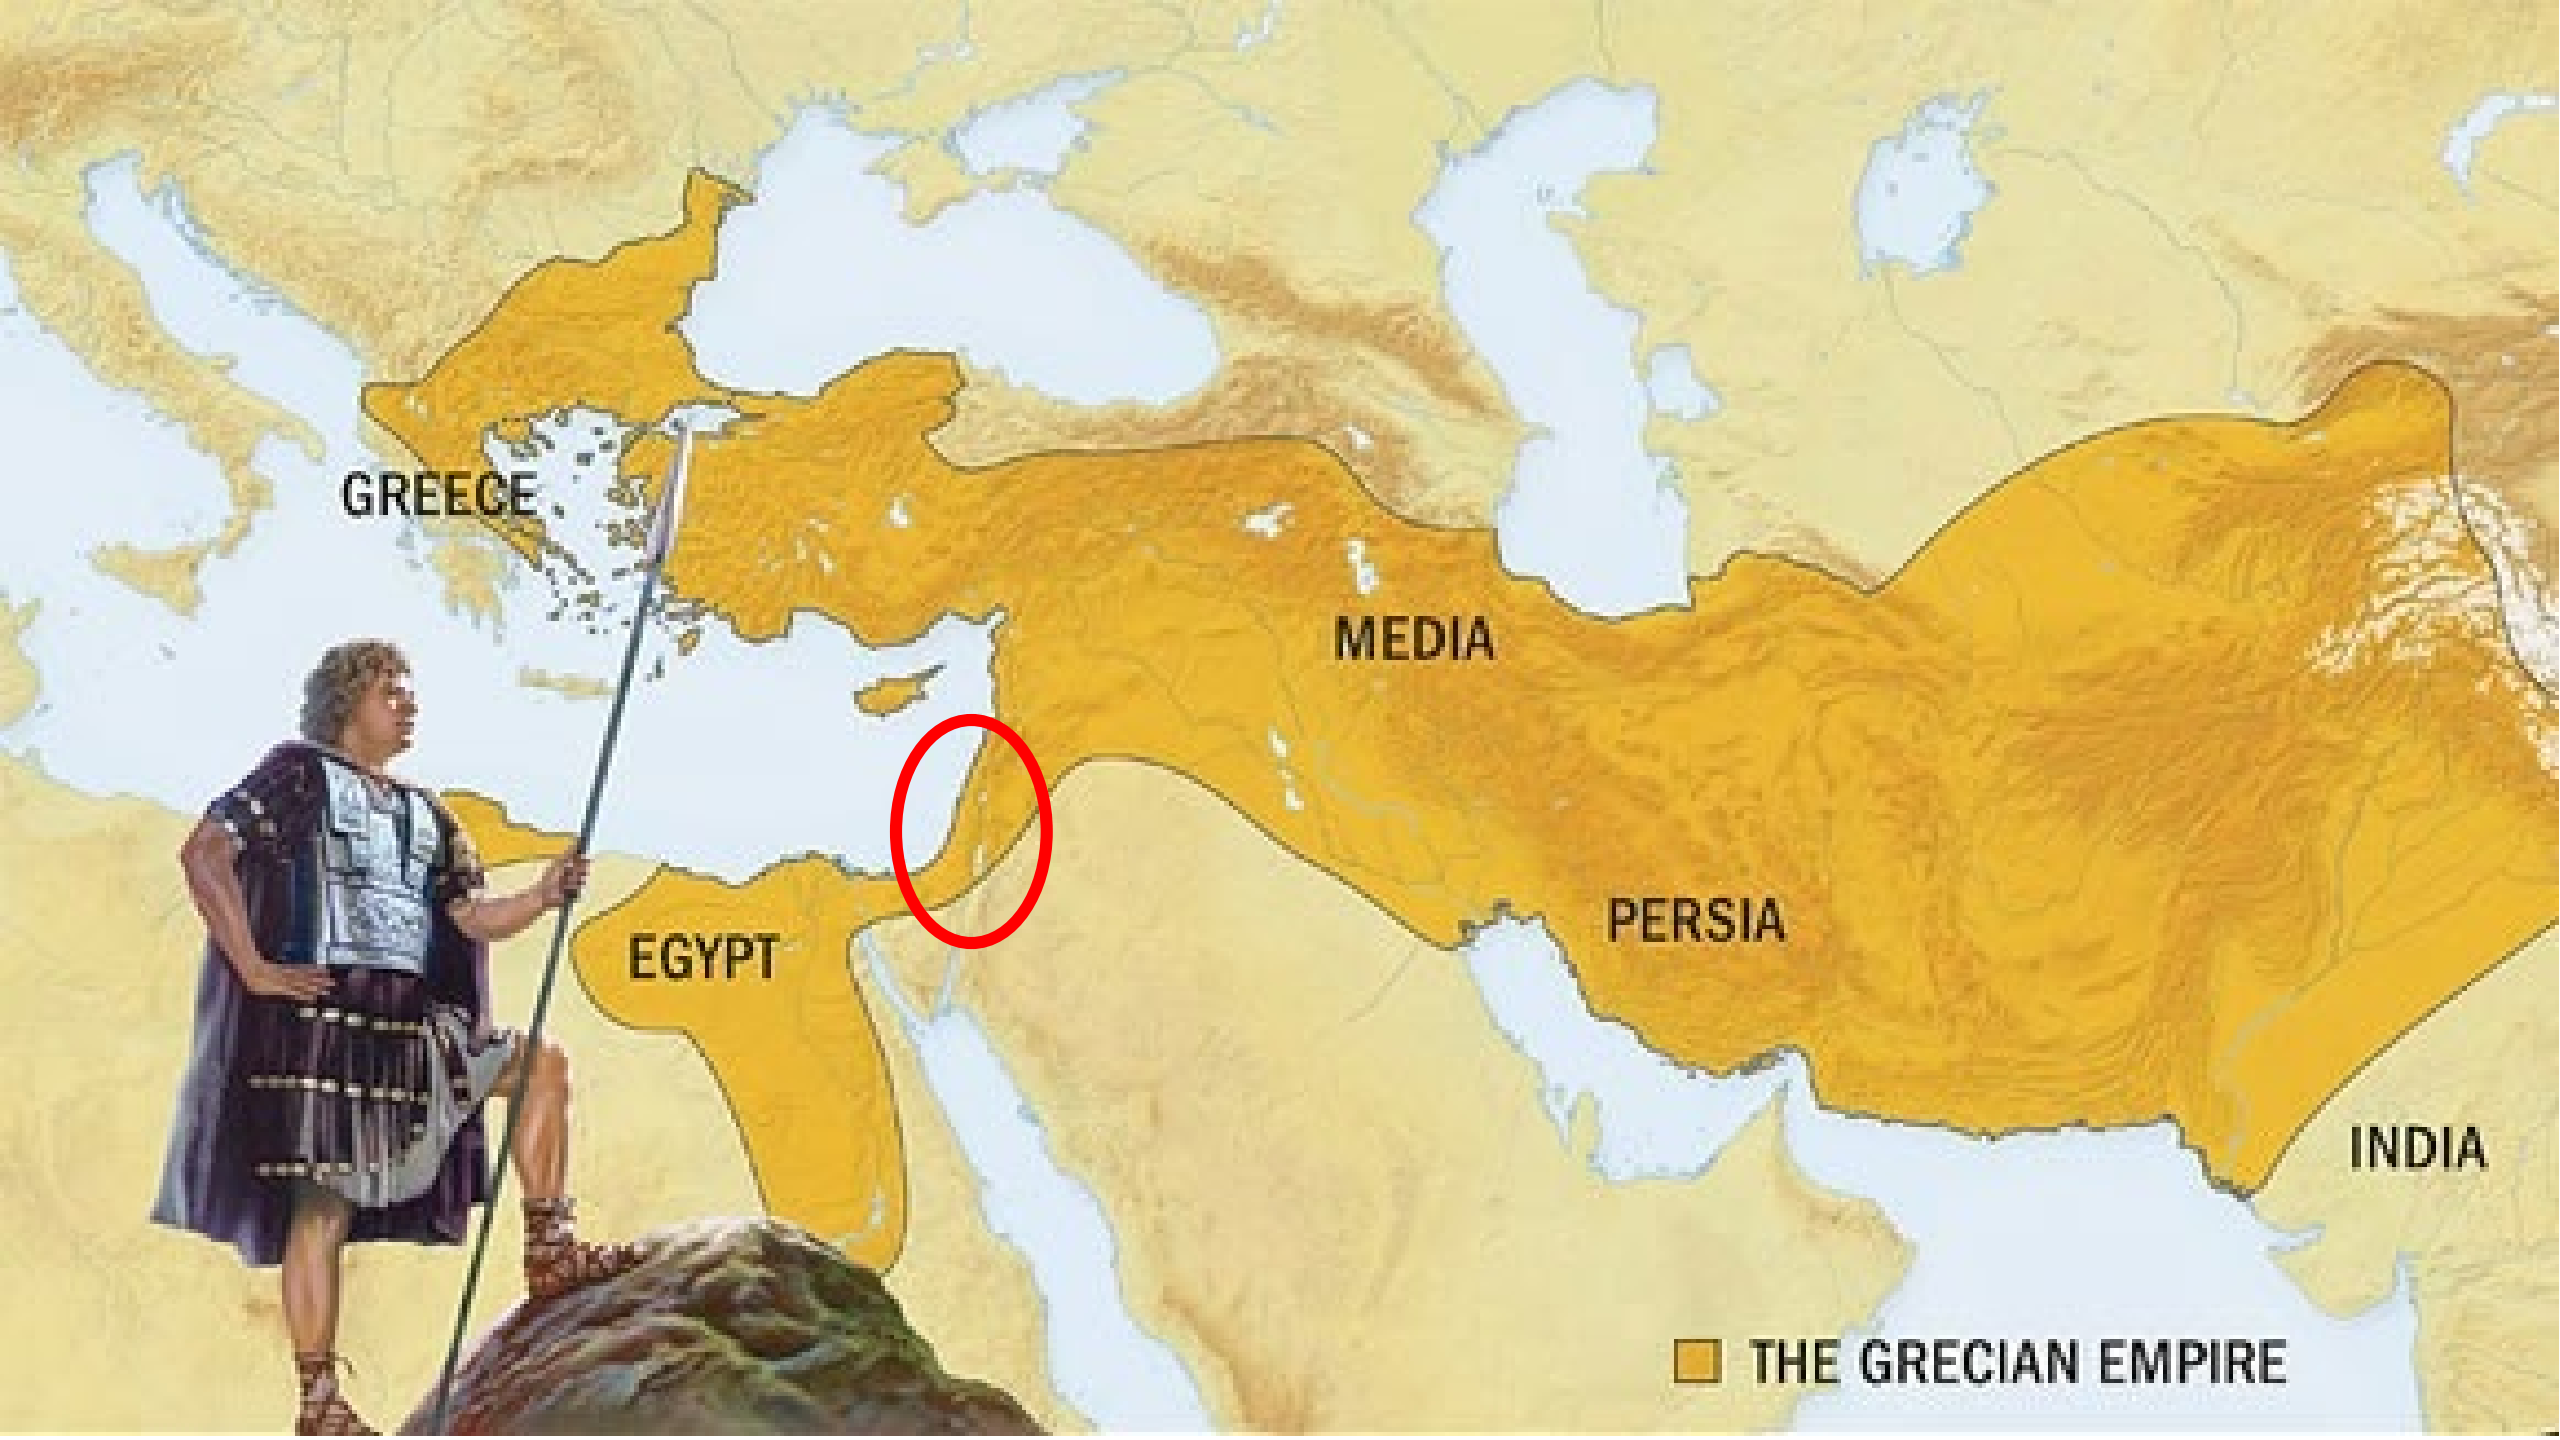 GREECE
MEDIA
PERSIA
EGYPT
INDIA
THE GRECIAN EMPIRE